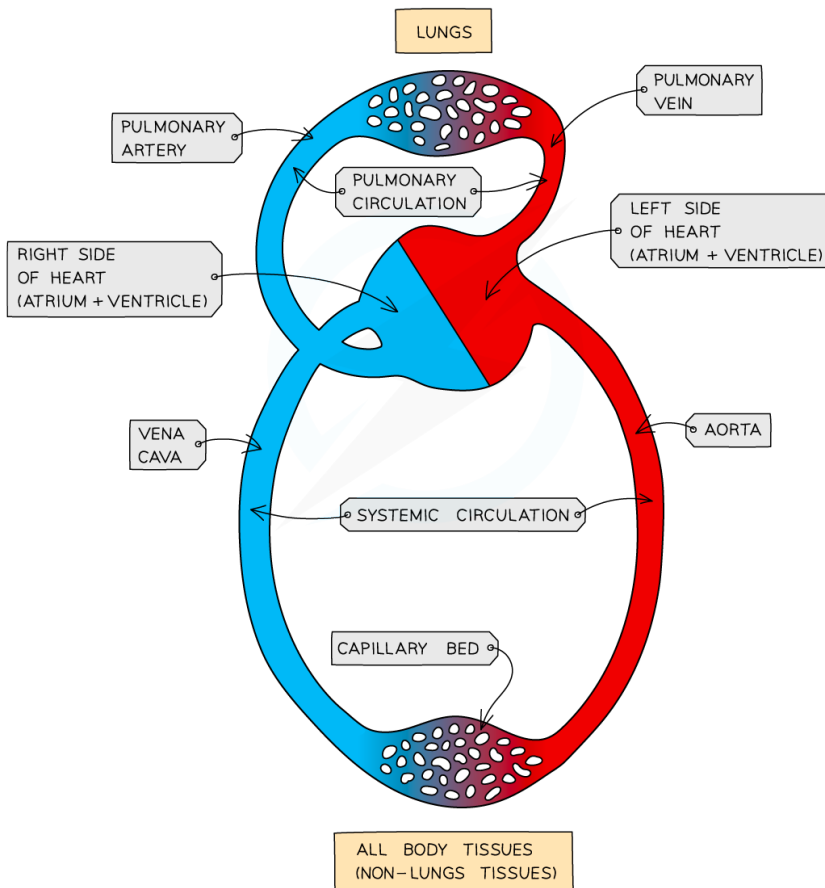 LUNGS
PULMONARY
VEIN
PULMONARY
ARTERY
PULMONARY
CIRCULATION
LEFT SIDE
OF HEART
(ATRIUM + VENTRICLE)
RIGHT SIDE
OF HEART
(ATRIUM + VENTRICLE)
VENA
CAVA
AORTA
SYSTEMIC CIRCULATION
CAPILLARY BED
ALL BODY TISSUES
(NON-LUNGS TISSUES)